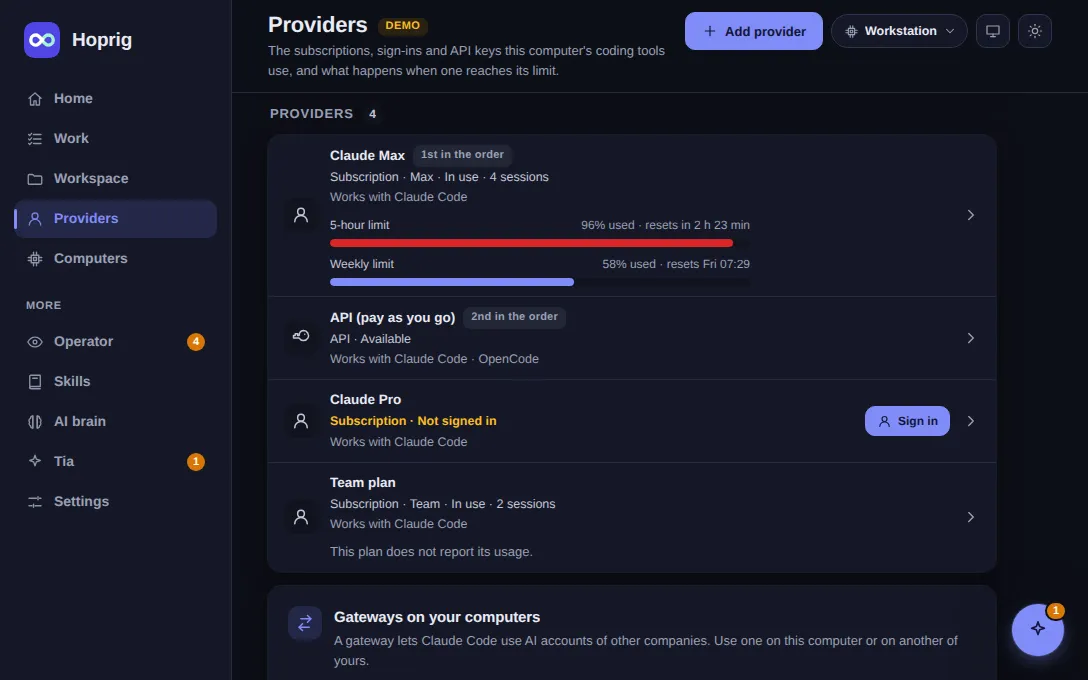 Hoprig
Home
Work
Workspace
Providers
Computers
MORE
Operator 4
Skills
AI brain
Tia 1
Settings
Providers DEMO
The subscriptions, sign-ins and API keys this computer's coding tools
use, and what happens when one reaches its limit.
Add provider
Workstation
PROVIDERS 4
Claude Max 1st in the order
Subscription · Max · In use · 4 sessions
Works with Claude Code
5-hour limit 96% used · resets in 2 h 23 min
Weekly limit 58% used · resets Fri 07:29
API (pay as you go) 2nd in the order
API · Available
Works with Claude Code · OpenCode
Claude Pro
Subscription · Not signed in
Works with Claude Code
Sign in
Team plan
Subscription · Team · In use · 2 sessions
Works with Claude Code
This plan does not report its usage.
Gateways on your computers
A gateway lets Claude Code use AI accounts of other companies. Use one on this computer or on another of
yours.
1